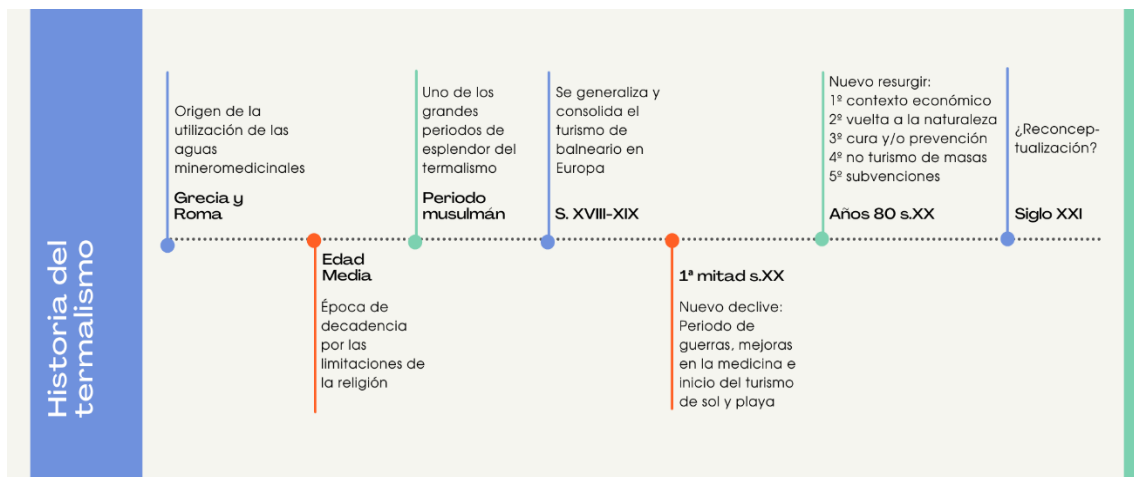 Historia del
termalismo
Origen de la
utilización de las
aguas
mineromedicinales
Grecia y
Roma
Edad
Media
Época de
decadencia
por las
limitaciones de
la religión
Uno de los
grandes
periodos de
esplendor del
termalismo
Periodo
musulmán
Se generaliza y
consolida el
turismo de
balneario en
Europa
S. XVIII-XIX
1ª mitad s.XX
Nuevo declive:
Periodo de
guerras, mejoras
en la medicina e
inicio del turismo
de sol y playa
Nuevo resurgir:
1º contexto económico
2º vuelta a la naturaleza
3º cura y/o prevención
4º no turismo de masas
5º subvenciones
Años 80 s.XX
¿Reconcep-
tualización?
Siglo XXI